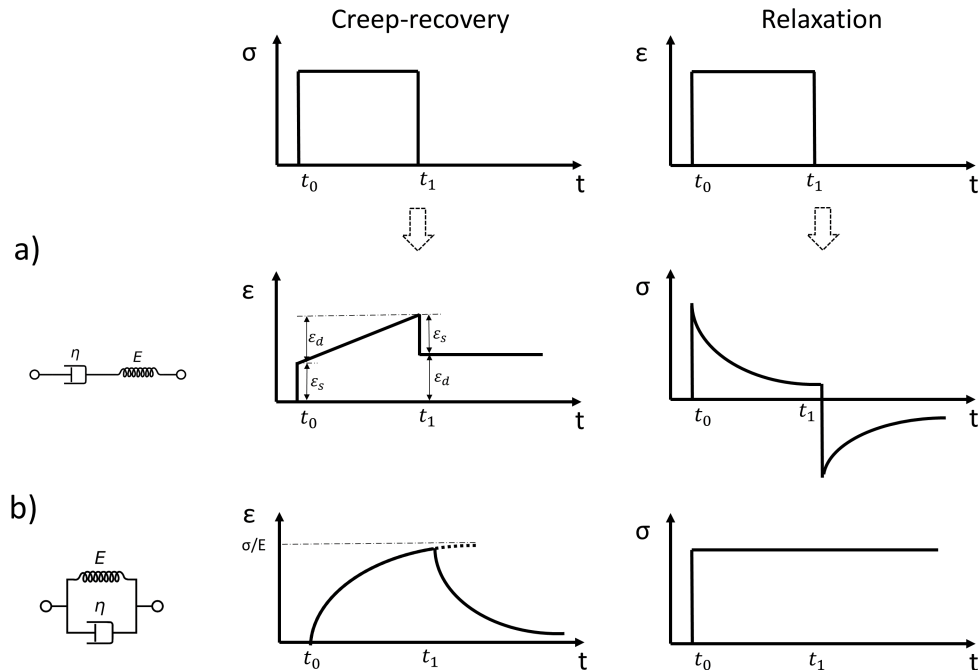 Creep-recovery
Relaxation
σ
t₀
t₁
t
ε
t₀
t₁
t
a)
η
E
ε
ε_d
ε_s
ε_s
ε_d
t₀
t₁
t
σ
t₀
t₁
t
b)
E
η
ε
σ/E
t₀
t₁
t
σ
t₀
t₁
t